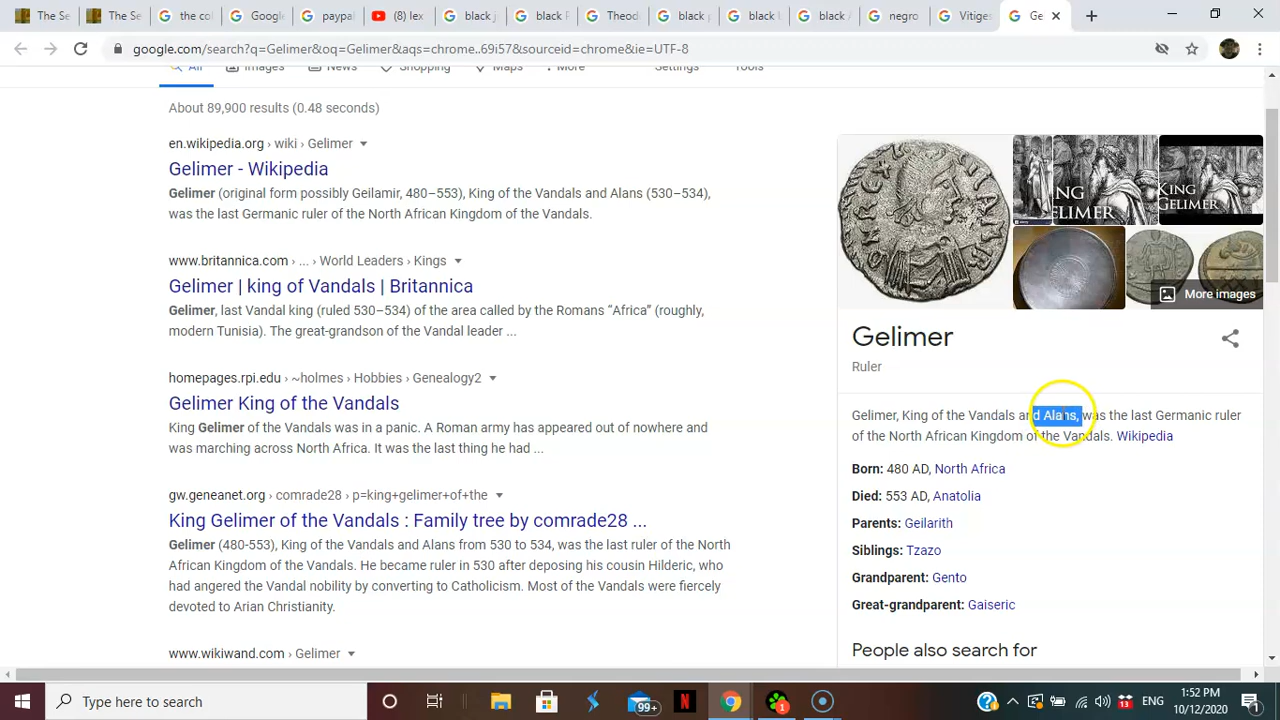 The Se
The Se
the col
Google
paypal
(8) lex
black j
black R
Theod
black p
black U
black A
negro
Vitiges
Ge
google.com/search?q=Gelimer&oq=Gelimer&aqs=chrome..69i57&sourceid=chrome&ie=UTF-8
All
Images
News
Shopping
Maps
More
Settings
Tools
About 89,900 results (0.48 seconds)
en.wikipedia.org › wiki › Gelimer
Gelimer - Wikipedia
Gelimer (original form possibly Geilamir, 480–553), King of the Vandals and Alans (530–534),
was the last Germanic ruler of the North African Kingdom of the Vandals.
www.britannica.com › ... › World Leaders › Kings
Gelimer | king of Vandals | Britannica
Gelimer, last Vandal king (ruled 530–534) of the area called by the Romans “Africa” (roughly,
modern Tunisia). The great-grandson of the Vandal leader ...
homepages.rpi.edu › ~holmes › Hobbies › Genealogy2
Gelimer King of the Vandals
King Gelimer of the Vandals was in a panic. A Roman army has appeared out of nowhere and
was marching across North Africa. It was the last thing he had ...
gw.geneanet.org › comrade28 › p=king+gelimer+of+the
King Gelimer of the Vandals : Family tree by comrade28 ...
Gelimer (480-553), King of the Vandals and Alans from 530 to 534, was the last ruler of the North
African Kingdom of the Vandals. He became ruler in 530 after deposing his cousin Hilderic, who
had angered the Vandal nobility by converting to Catholicism. Most of the Vandals were fiercely
devoted to Arian Christianity.
www.wikiwand.com › Gelimer
ING
ELIMER
KING
GELIMER
More images
Gelimer
Ruler
Gelimer, King of the Vandals and Alans, was the last Germanic ruler
of the North African Kingdom of the Vandals. Wikipedia
Born: 480 AD, North Africa
Died: 553 AD, Anatolia
Parents: Geilarith
Siblings: Tzazo
Grandparent: Gento
Great-grandparent: Gaiseric
People also search for
Type here to search
99+
N
1
13
ENG
1:52 PM
10/12/2020
1